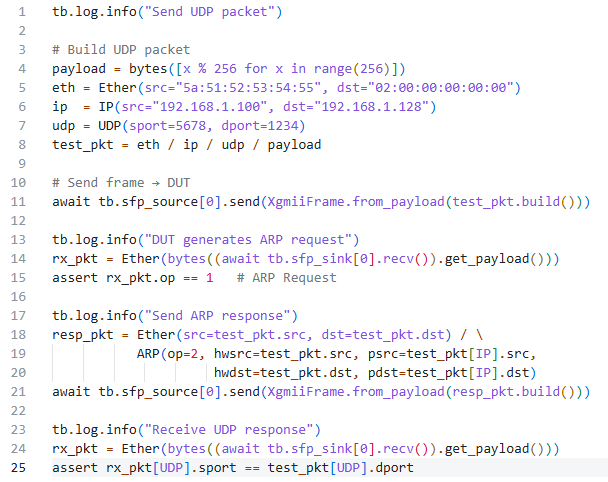 1 tb.log.info("Send UDP packet")
2
3 # Build UDP packet
4 payload = bytes([x % 256 for x in range(256)])
5 eth = Ether(src="5a:51:52:53:54:55", dst="02:00:00:00:00:00")
6 ip  = IP(src="192.168.1.100", dst="192.168.1.128")
7 udp = UDP(sport=5678, dport=1234)
8 test_pkt = eth / ip / udp / payload
9
10 # Send frame → DUT
11 await tb.sfp_source[0].send(XgmiiFrame.from_payload(test_pkt.build()))
12
13 tb.log.info("DUT generates ARP request")
14 rx_pkt = Ether(bytes((await tb.sfp_sink[0].recv()).get_payload()))
15 assert rx_pkt.op == 1   # ARP Request
16
17 tb.log.info("Send ARP response")
18 resp_pkt = Ether(src=test_pkt.src, dst=test_pkt.dst) / \
19            ARP(op=2, hwsrc=test_pkt.src, psrc=test_pkt[IP].src,
20                      hwdst=test_pkt.dst, pdst=test_pkt[IP].dst)
21 await tb.sfp_source[0].send(XgmiiFrame.from_payload(resp_pkt.build()))
22
23 tb.log.info("Receive UDP response")
24 rx_pkt = Ether(bytes((await tb.sfp_sink[0].recv()).get_payload()))
25 assert rx_pkt[UDP].sport == test_pkt[UDP].dport